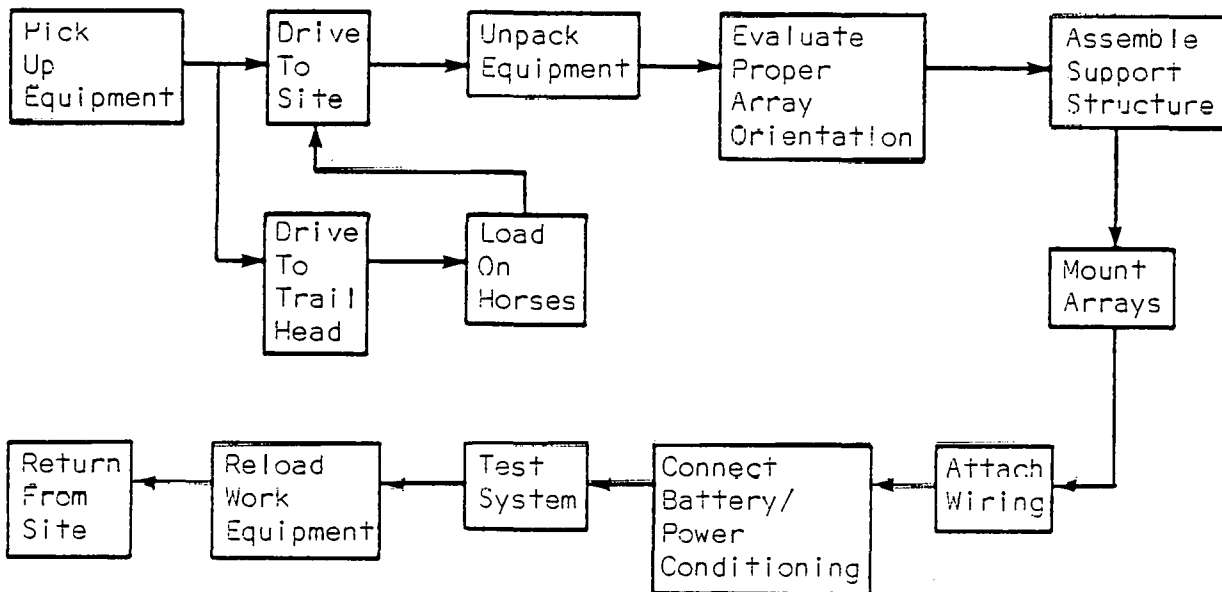 Pick
Up
Equipment
Drive
To
Site
Unpack
Equipment
Evaluate
Proper
Array
Orientation
Assemble
Support
Structure
Drive
To
Trail
Head
Load
On
Horses
Mount
Arrays
Attach
Wiring
Connect
Battery/
Power
Conditioning
Test
System
Reload
Work
Equipment
Return
From
Site